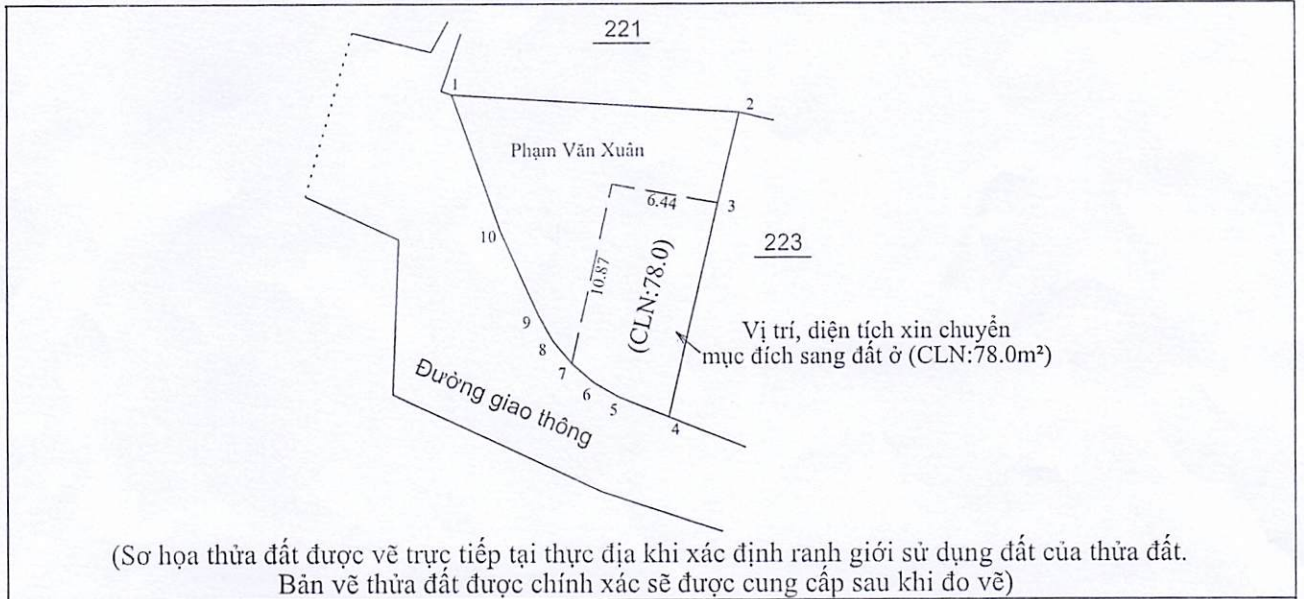 221
1
2
Phạm Văn Xuân
6.44
3
10
223
10.87
(CLN:78.0)
9
Vị trí, diện tích xin chuyển
mục đích sang đất ở (CLN:78.0m²)
8
7
6
5
4
Đường giao thông
(Sơ họa thửa đất được vẽ trực tiếp tại thực địa khi xác định ranh giới sử dụng đất của thửa đất.
Bản vẽ thửa đất được chính xác sẽ được cung cấp sau khi đo vẽ)